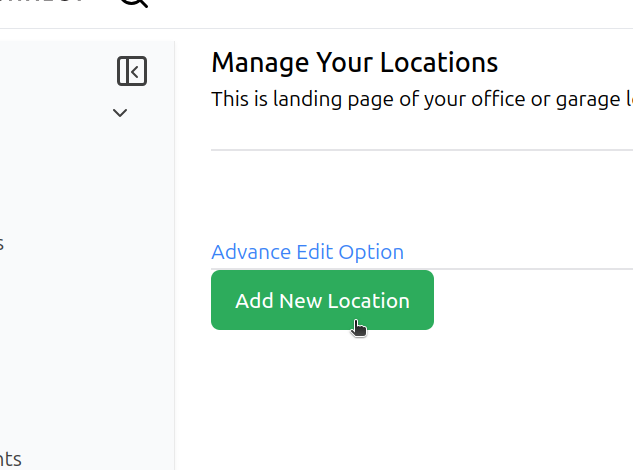 Manage Your Locations
This is landing page of your office or garage
s
Advance Edit Option
Add New Location
nts